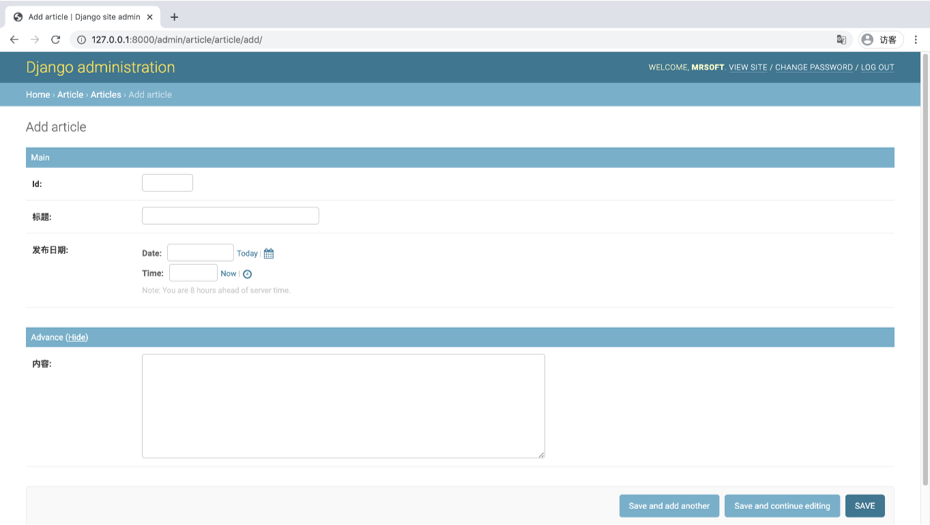 Add article | Django site admin
127.0.0.1:8000/admin/article/article/add/
访客
Django administration
WELCOME, MRSOFT. VIEW SITE / CHANGE PASSWORD / LOG OUT
Home › Article › Articles › Add article
Add article
Main
Id:
标题:
发布日期:
Date: Today |
Time: Now |
Note: You are 8 hours ahead of server time.
Advance (Hide)
内容:
Save and add another
Save and continue editing
SAVE